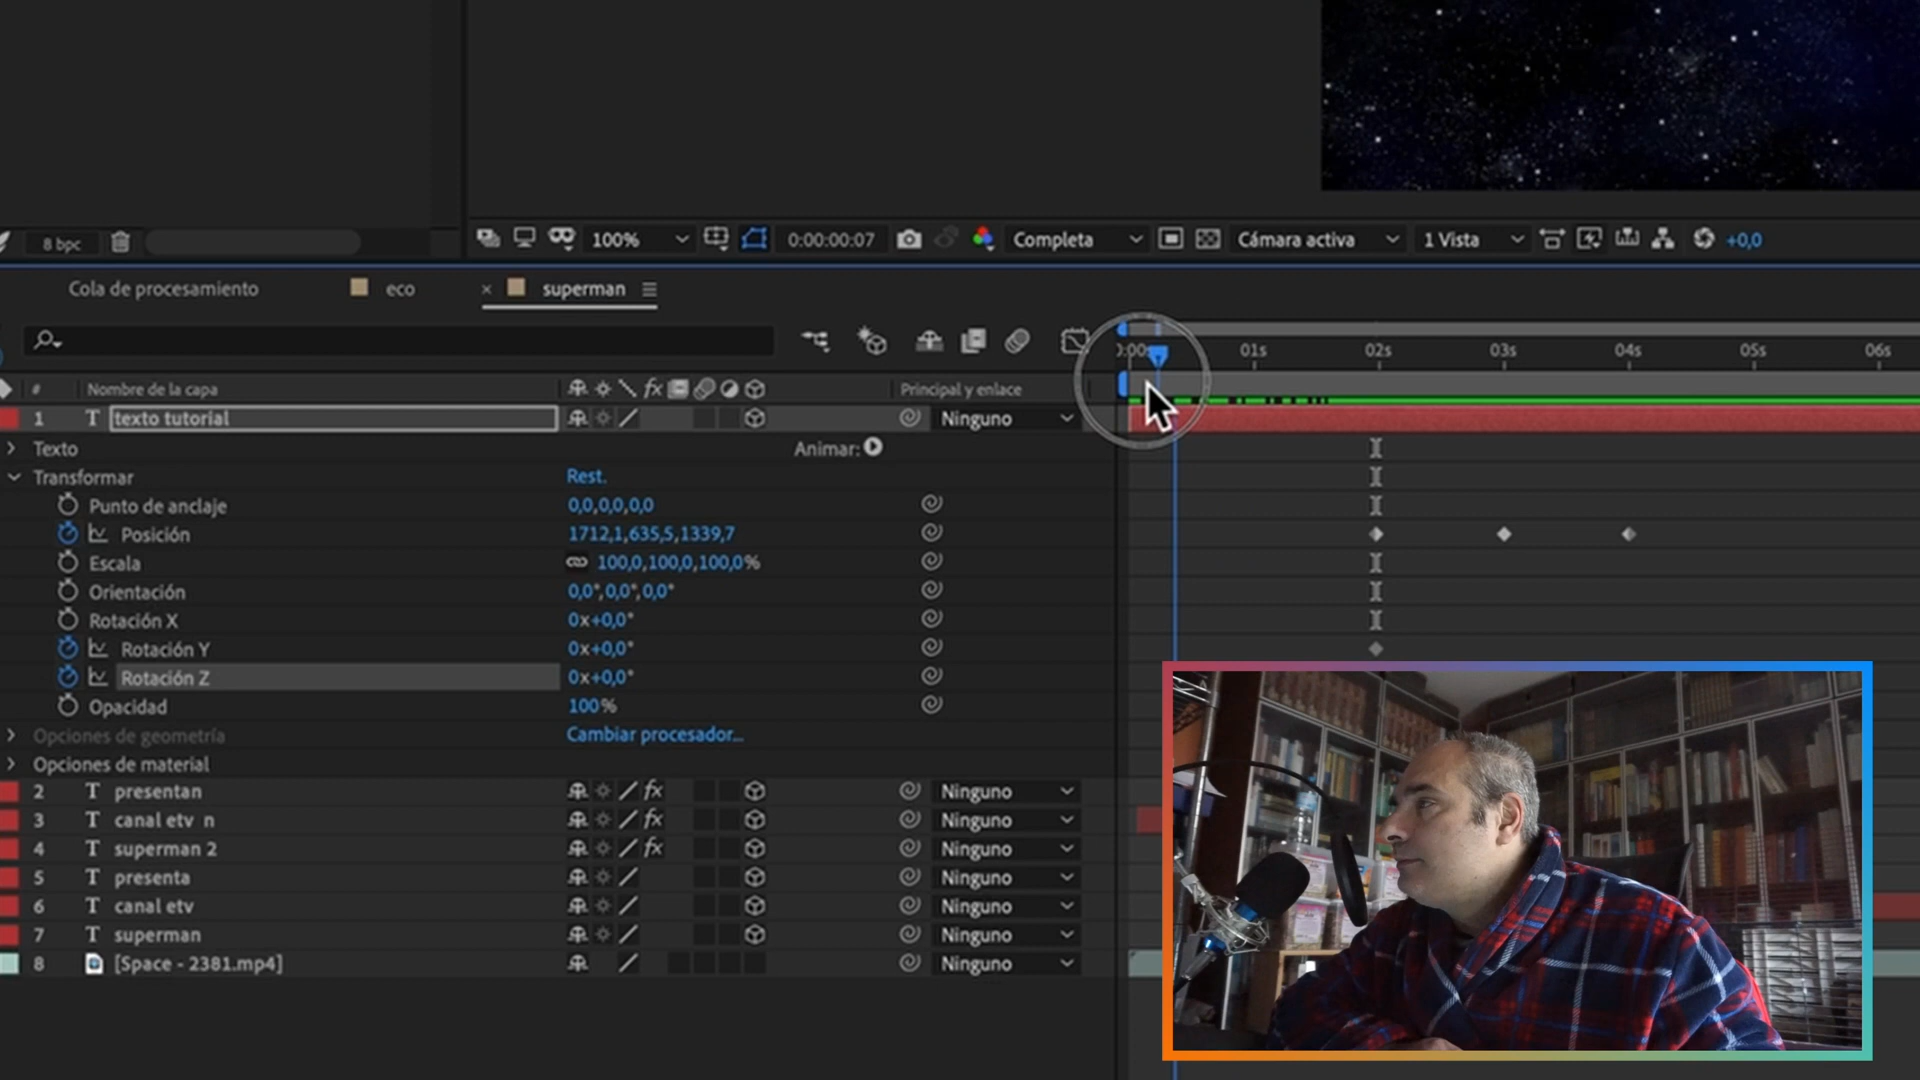 8 bpc
100%
0:00:00:07
Completa
Cámara activa
1 Vista
+0,0
Cola de procesamiento
eco
× superman
01s
02s
03s
04s
05s
06s
# Nombre de la capa
fx
Principal y enlace
1 T texto tutorial
Ninguno
Texto
Animar:
Transformar
Rest.
Punto de anclaje
0,0,0,0,0,0
Posición
1712,1,635,5,1339,7
Escala
100,0,100,0,100,0%
Orientación
0,0°,0,0°,0,0°
Rotación X
0x+0,0°
Rotación Y
0x+0,0°
Rotación Z
0x+0,0°
Opacidad
100%
Opciones de geometría
Cambiar procesador...
Opciones de material
2 T presentan
fx
Ninguno
3 T canal etv n
fx
Ninguno
4 T superman 2
fx
Ninguno
5 T presenta
Ninguno
6 T canal etv
Ninguno
7 T superman
Ninguno
8 [Space - 2381.mp4]
Ninguno